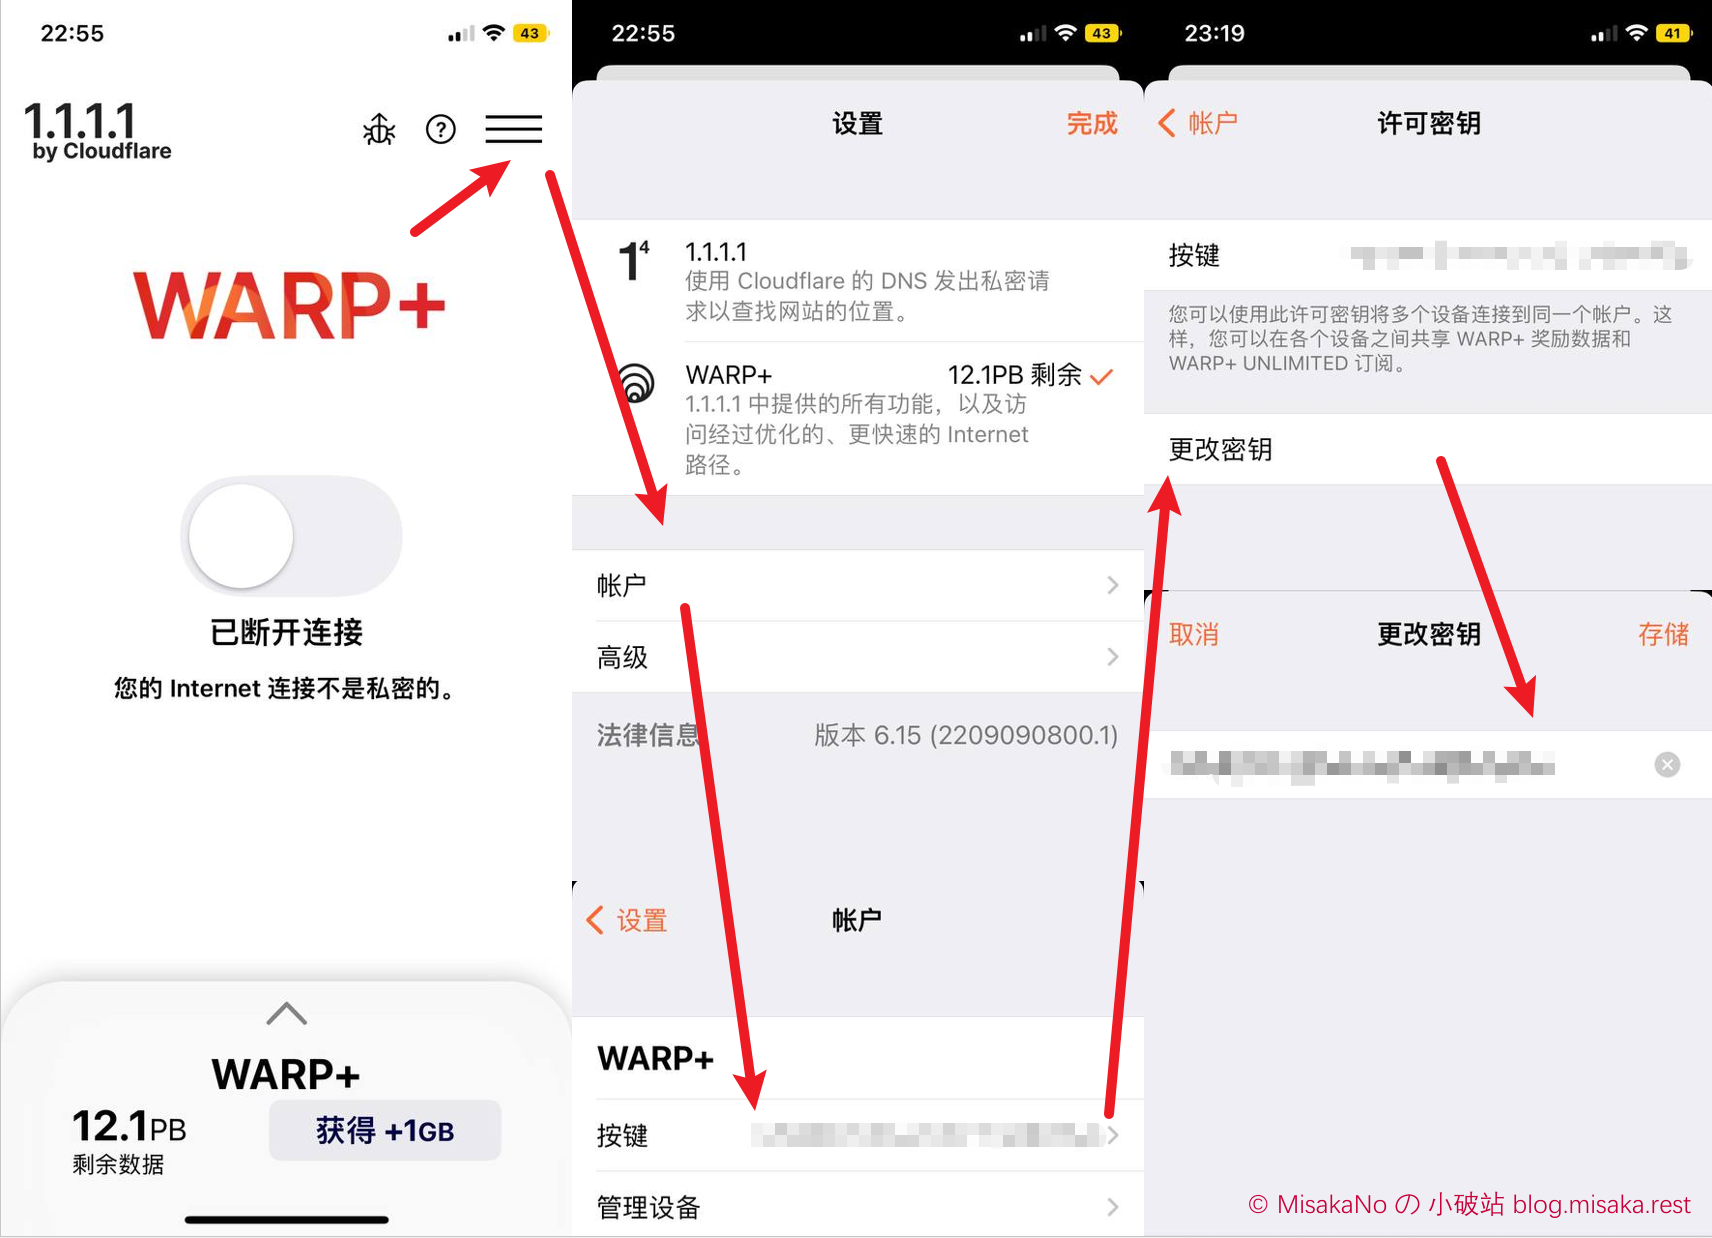 22:55
43
1.1.1.1
by Cloudflare
WARP+
已断开连接
您的 Internet 连接不是私密的。
WARP+
12.1PB
剩余数据
获得 +1GB
22:55
43
设置
完成
1.1.1.1
使用 Cloudflare 的 DNS 发出私密请
求以查找网站的位置。
WARP+
12.1PB 剩余
1.1.1.1 中提供的所有功能，以及访
问经过优化的、更快速的 Internet
路径。
帐户
高级
法律信息
版本 6.15 (2209090800.1)
设置
帐户
WARP+
按键
管理设备
23:19
41
帐户
许可密钥
按键
您可以使用此许可密钥将多个设备连接到同一个帐户。这
样，您可以在各个设备之间共享 WARP+ 奖励数据和
WARP+ UNLIMITED 订阅。
更改密钥
取消
更改密钥
存储
© MisakaNo の 小破站 blog.misaka.rest